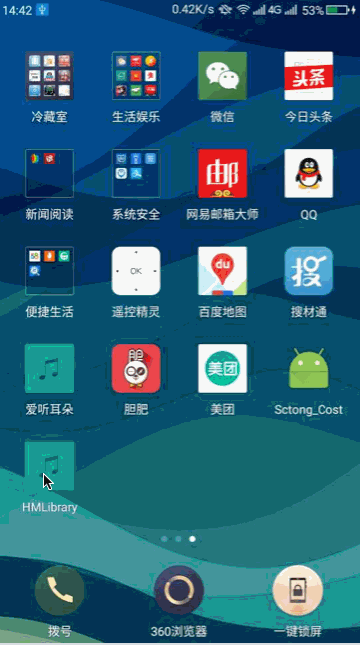 14:42 0.42K/s 4G 53%
冷藏室 生活娱乐 微信 今日头条
头条
新闻阅读 系统安全 网易邮箱大师 QQ
邮
便捷生活 遥控精灵 百度地图 搜材通
OK du 搜
爱听耳朵 胆肥 美团 Sctong_Cost
胆 美团
HMLibrary
拨号 360浏览器 一键锁屏